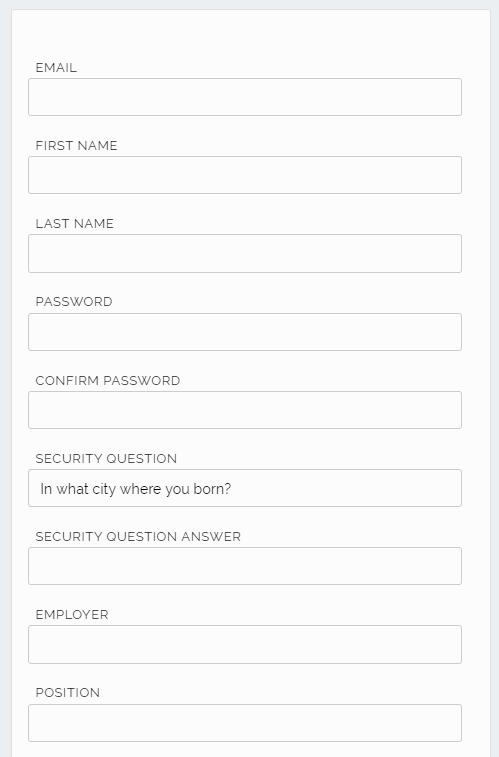 EMAIL
FIRST NAME
LAST NAME
PASSWORD
CONFIRM PASSWORD
SECURITY QUESTION
In what city where you born?
SECURITY QUESTION ANSWER
EMPLOYER
POSITION